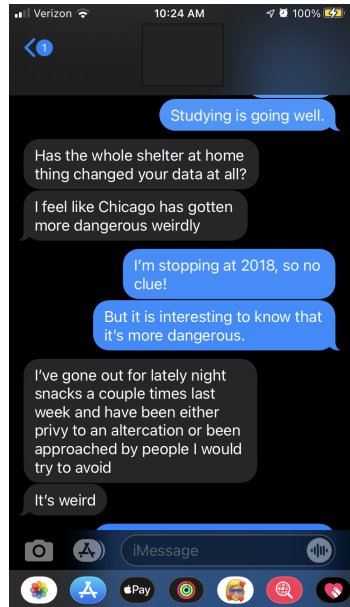 Verizon
10:24 AM
100%
1
Studying is going well.
Has the whole shelter at home
thing changed your data at all?
I feel like Chicago has gotten
more dangerous weirdly
I'm stopping at 2018, so no
clue!
But it is interesting to know that
it's more dangerous.
I've gone out for lately night
snacks a couple times last
week and have been either
privy to an altercation or been
approached by people I would
try to avoid
It's weird
iMessage
Pay